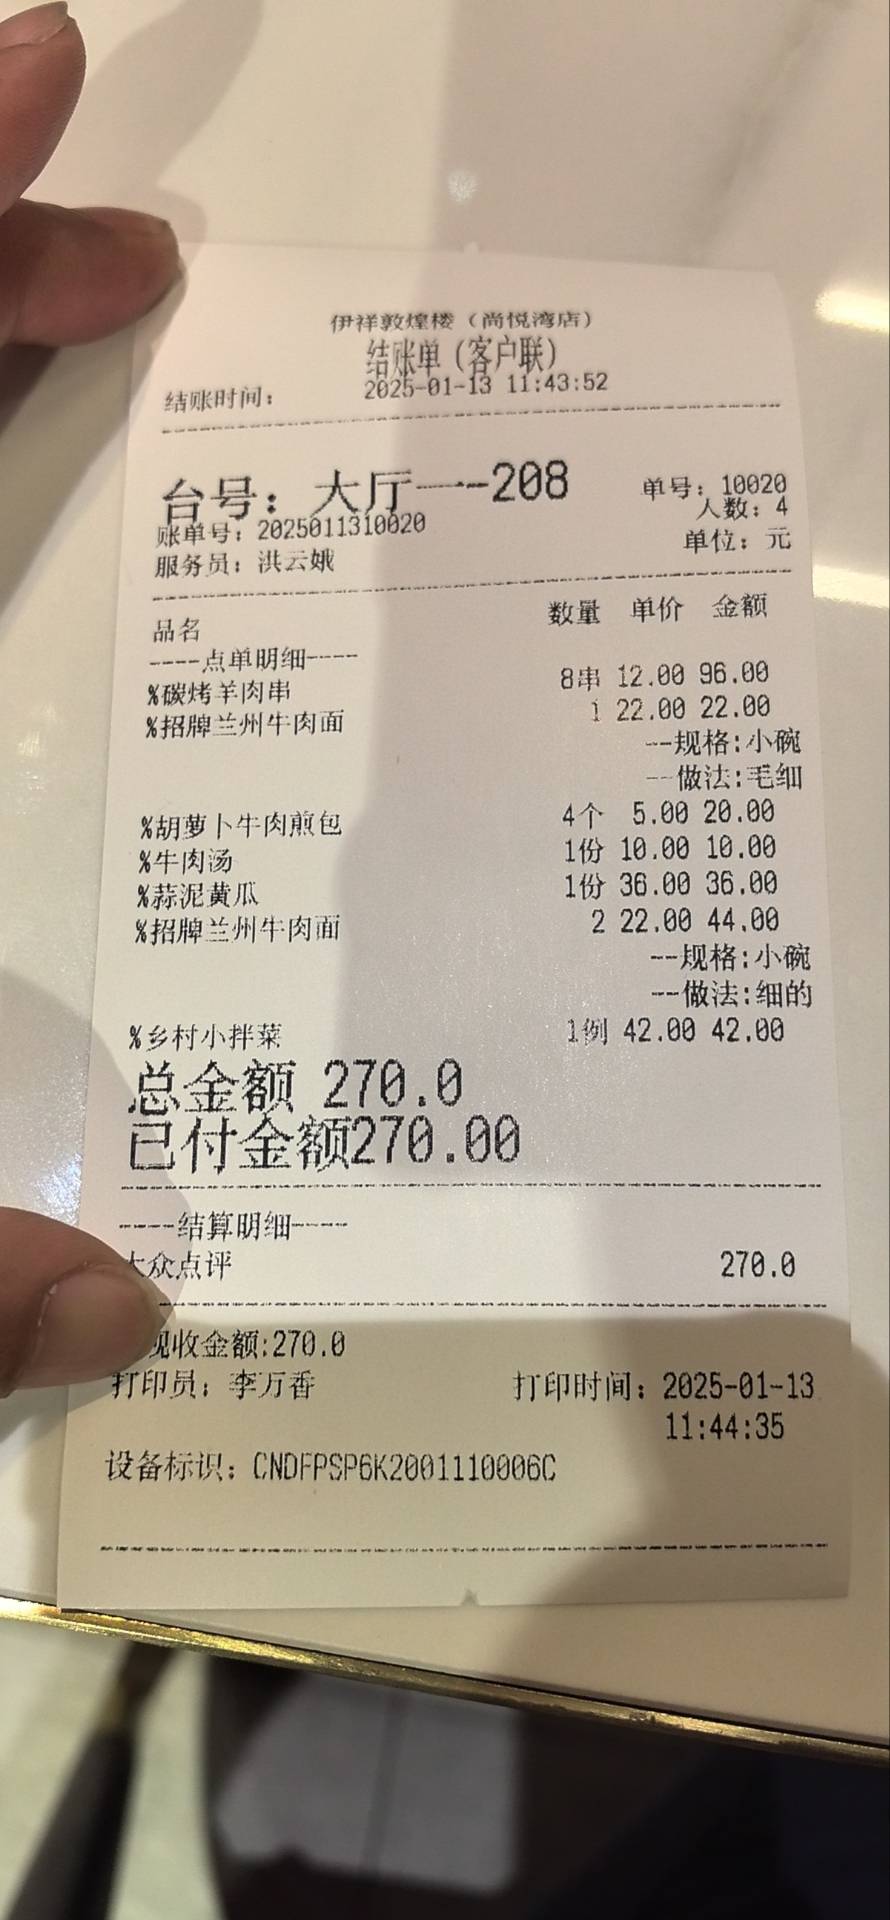 伊祥敦煌楼（尚悦湾店）
结账单（客户联）
结账时间： 2025-01-13 11:43:52
台号：大厅一--208 单号：10020
人数：4
账单号：2025011310020
单位：元
服务员：洪云娥
品名 数量 单价 金额
----点单明细----
%碳烤羊肉串 8串 12.00 96.00
%招牌兰州牛肉面 1 22.00 22.00
--规格:小碗
--做法:毛细
%胡萝卜牛肉煎包 4个 5.00 20.00
%牛肉汤 1份 10.00 10.00
%蒜泥黄瓜 1份 36.00 36.00
%招牌兰州牛肉面 2 22.00 44.00
--规格:小碗
--做法:细的
%乡村小拌菜 1例 42.00 42.00
总金额 270.0
已付金额270.00
----结算明细----
大众点评 270.0
现收金额:270.0
打印员：李万香 打印时间：2025-01-13
11:44:35
设备标识：CNDFPSP6K2001110006C